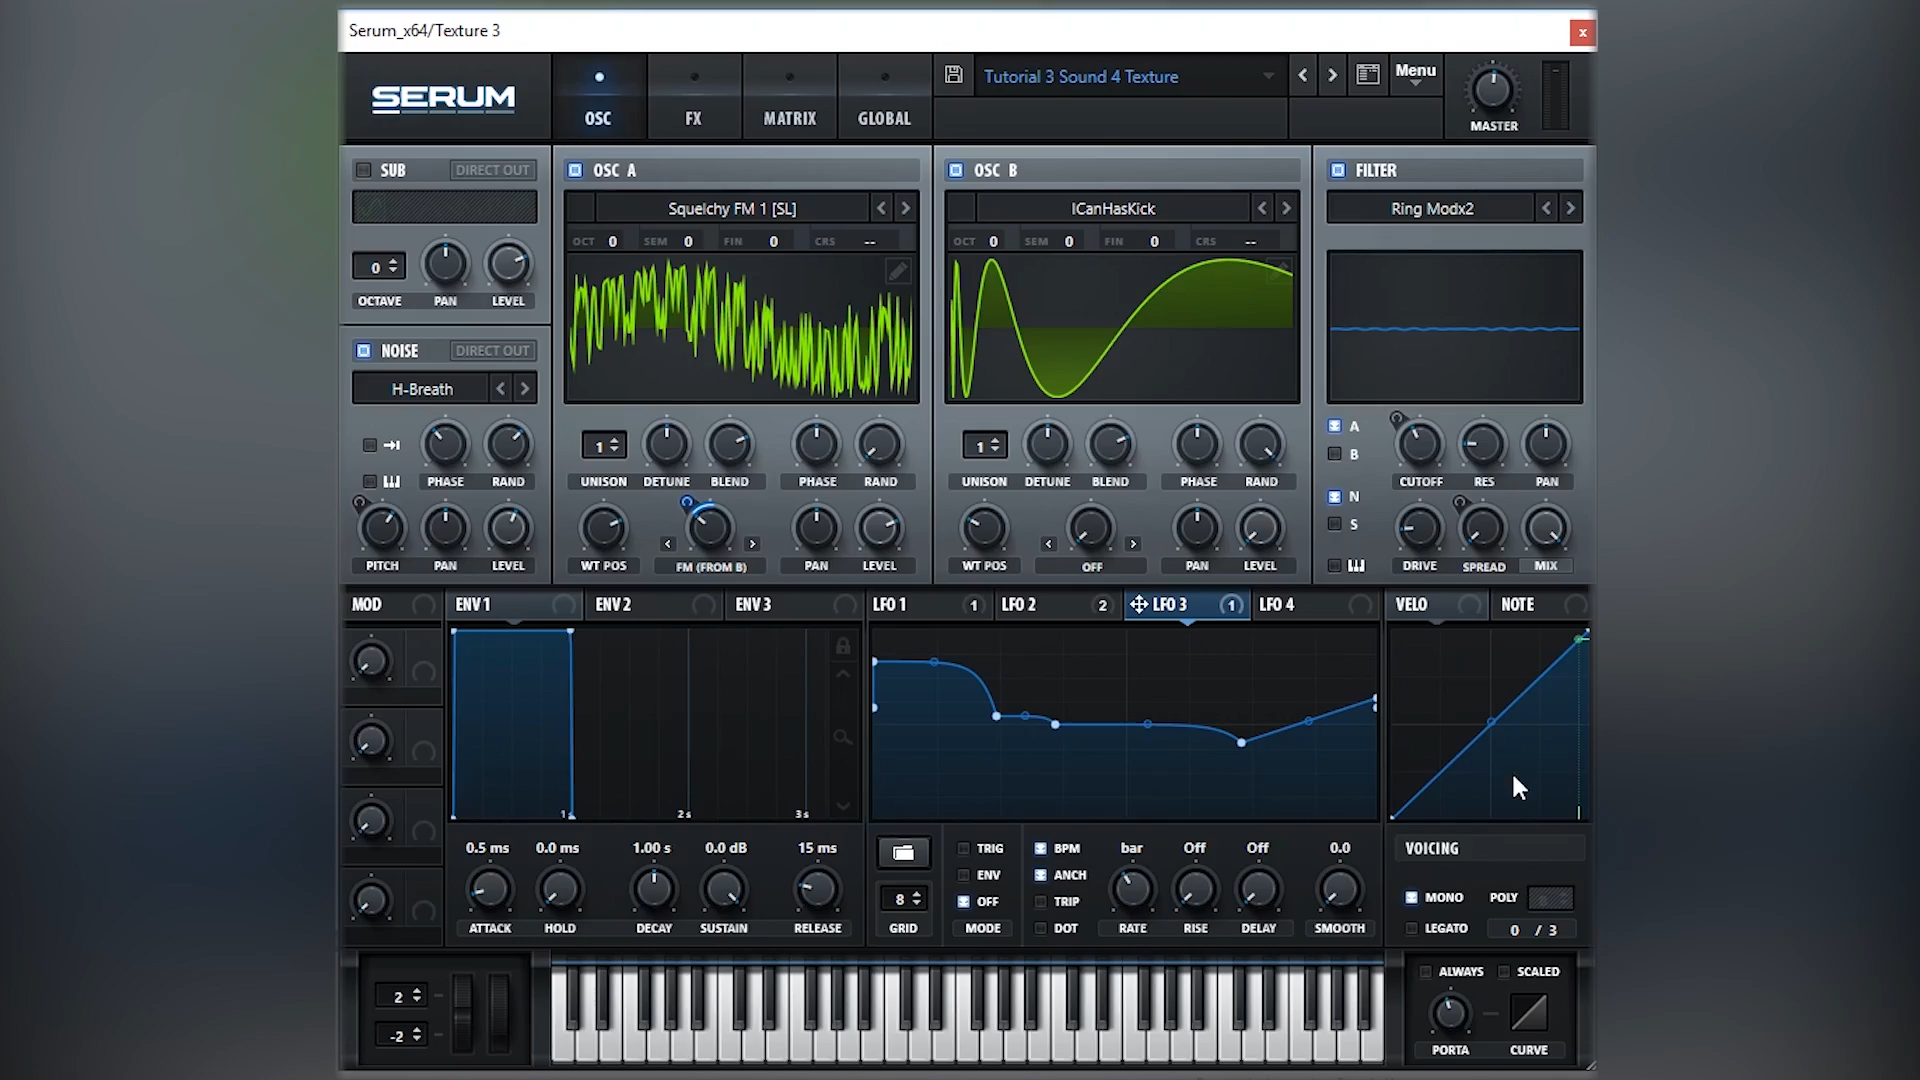 Serum_x64/Texture 3
x
SERUM
OSC
FX
MATRIX
GLOBAL
Tutorial 3 Sound 4 Texture
Menu
MASTER
SUB
DIRECT OUT
0
OCTAVE
PAN
LEVEL
NOISE
DIRECT OUT
H-Breath
PHASE
RAND
PITCH
PAN
LEVEL
OSC A
Squelchy FM 1 [SL]
OCT 0 SEM 0 FIN 0 CRS --
1
UNISON
DETUNE
BLEND
PHASE
RAND
WT POS
FM (FROM B)
PAN
LEVEL
OSC B
ICanHasKick
OCT 0 SEM 0 FIN 0 CRS --
1
UNISON
DETUNE
BLEND
PHASE
RAND
WT POS
OFF
PAN
LEVEL
FILTER
Ring Modx2
A
B
N
S
CUTOFF
RES
PAN
DRIVE
SPREAD
MIX
MOD
ENV 1
ENV 2
ENV 3
LFO 1 1
LFO 2 2
LFO 3 1
LFO 4
VELO
NOTE
1s
2s
3s
0.5 ms
0.0 ms
1.00 s
0.0 dB
15 ms
ATTACK
HOLD
DECAY
SUSTAIN
RELEASE
8
GRID
TRIG
ENV
OFF
MODE
BPM
ANCH
TRIP
DOT
bar
Off
Off
0.0
RATE
RISE
DELAY
SMOOTH
VOICING
MONO
POLY
LEGATO
0 / 3
2
-2
ALWAYS
SCALED
PORTA
CURVE